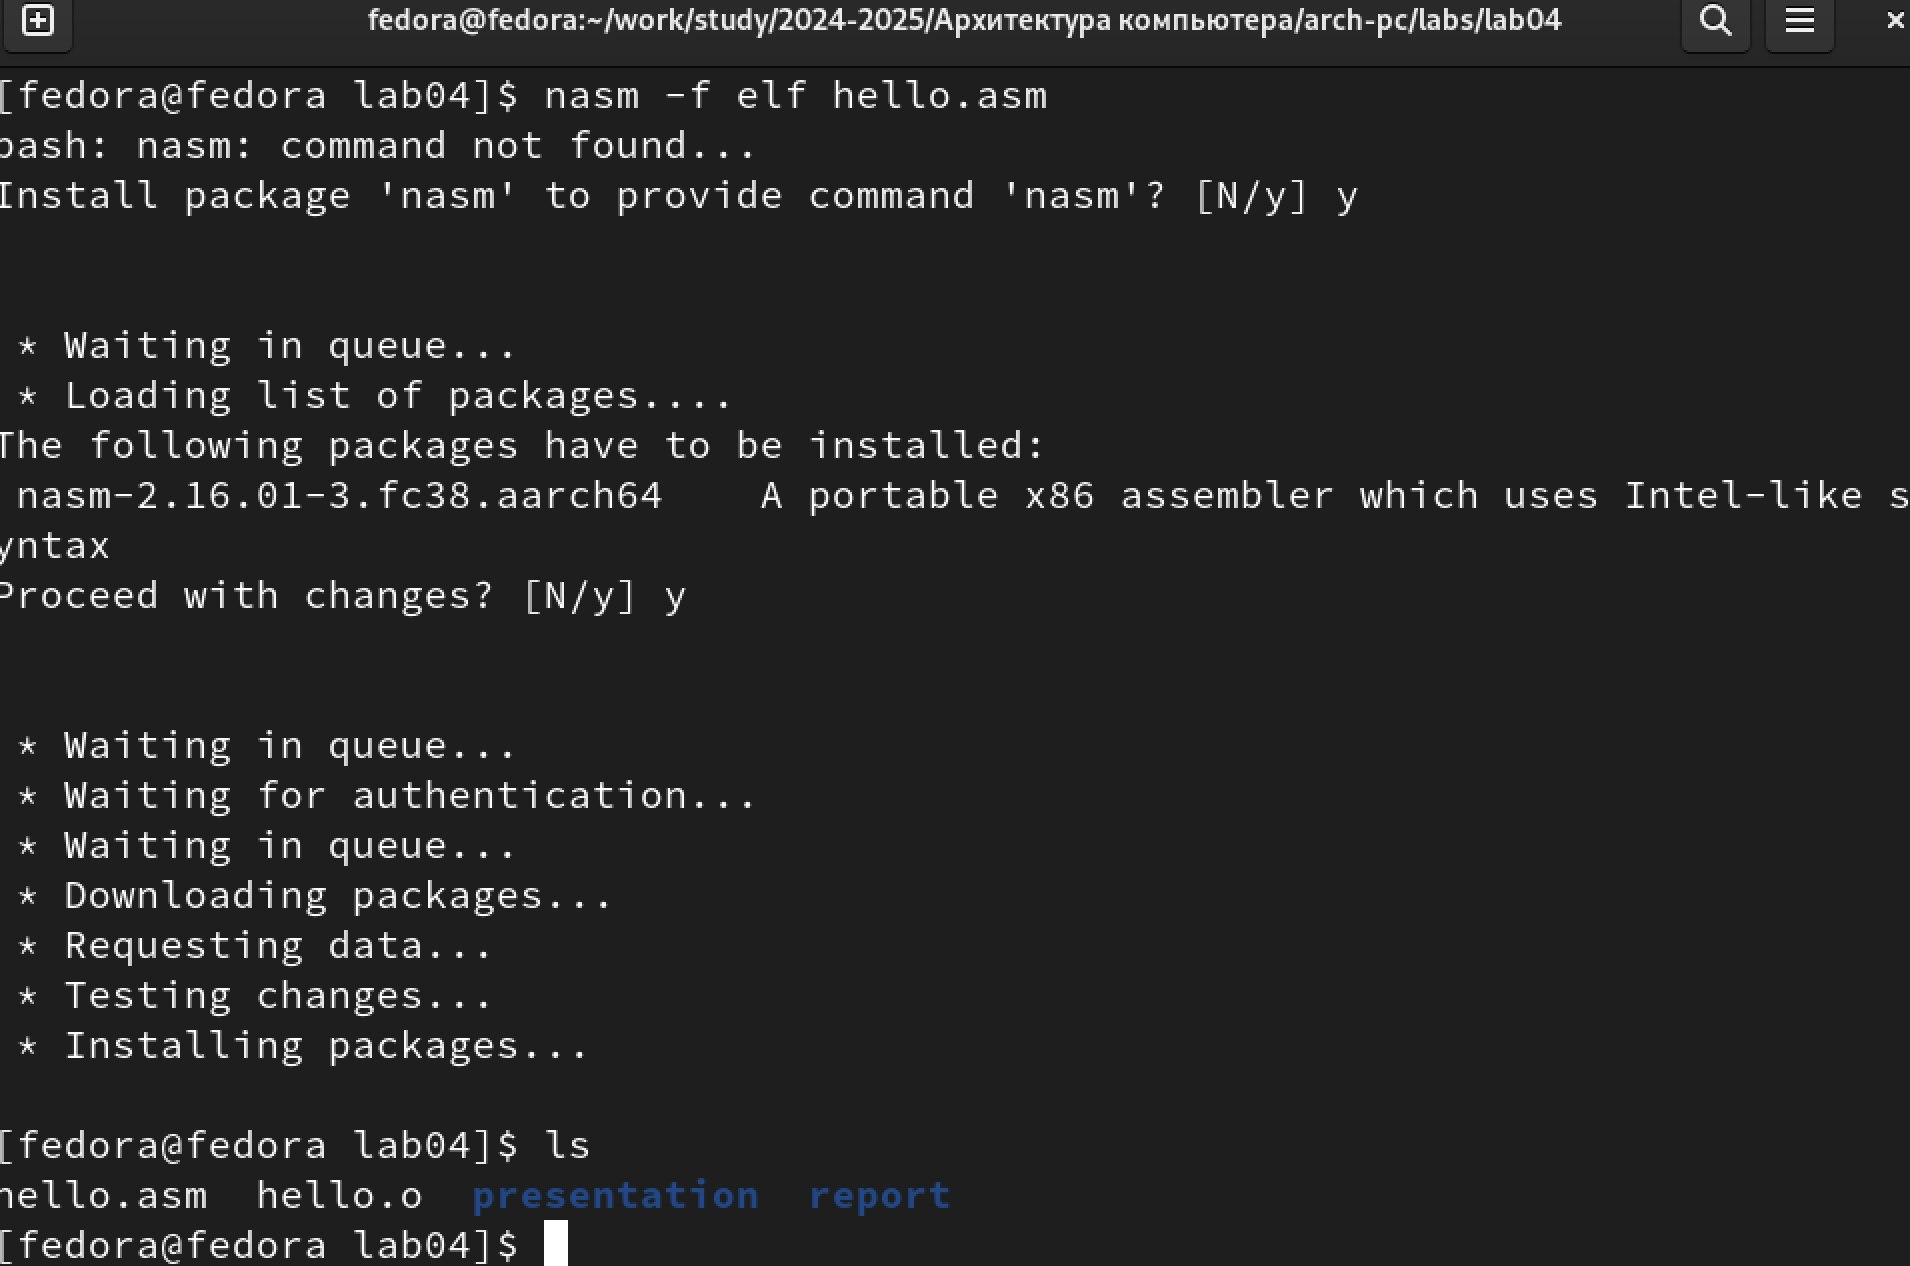 fedora@fedora:~/work/study/2024-2025/Архитектура компьютера/arch-pc/labs/lab04
[fedora@fedora lab04]$ nasm -f elf hello.asm
bash: nasm: command not found...
Install package 'nasm' to provide command 'nasm'? [N/y] y
* Waiting in queue...
* Loading list of packages....
The following packages have to be installed:
nasm-2.16.01-3.fc38.aarch64    A portable x86 assembler which uses Intel-like s
yntax
Proceed with changes? [N/y] y
* Waiting in queue...
* Waiting for authentication...
* Waiting in queue...
* Downloading packages...
* Requesting data...
* Testing changes...
* Installing packages...
[fedora@fedora lab04]$ ls
hello.asm  hello.o  presentation  report
[fedora@fedora lab04]$